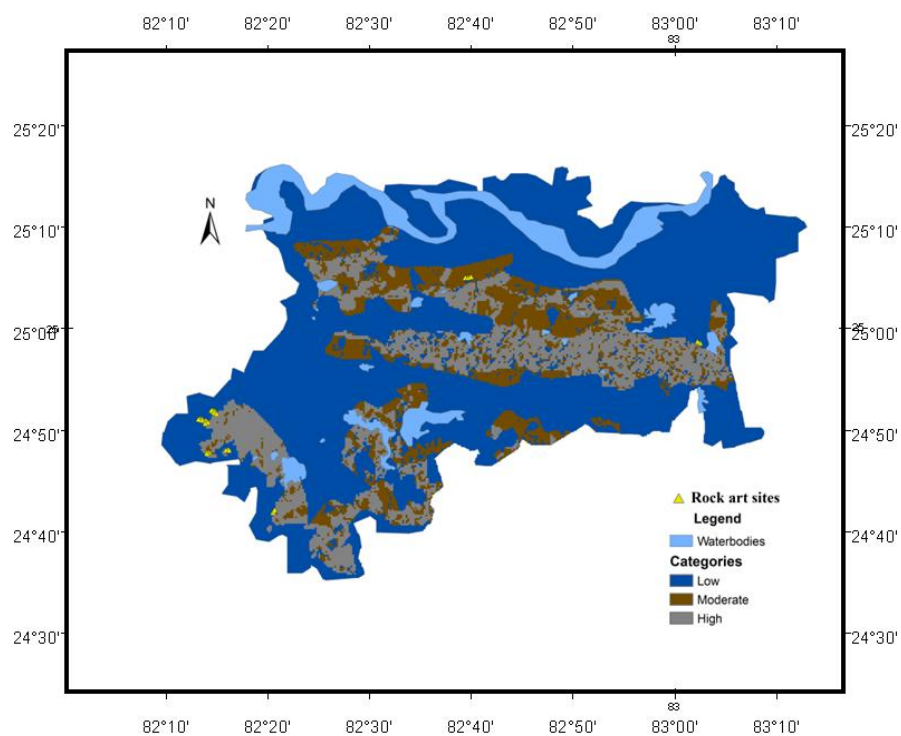 82°10' 82°20' 82°30' 82°40' 82°50' 83°00' 83°10'
83
25°20' 25°20'
N
25°10' 25°10'
25°00' 25 25 25°00'
24°50' 24°50'
Rock art sites
Legend
Waterbodies
24°40' 24°40'
Categories
Low
Moderate
High
24°30' 24°30'
83
82°10' 82°20' 82°30' 82°40' 82°50' 83°00' 83°10'